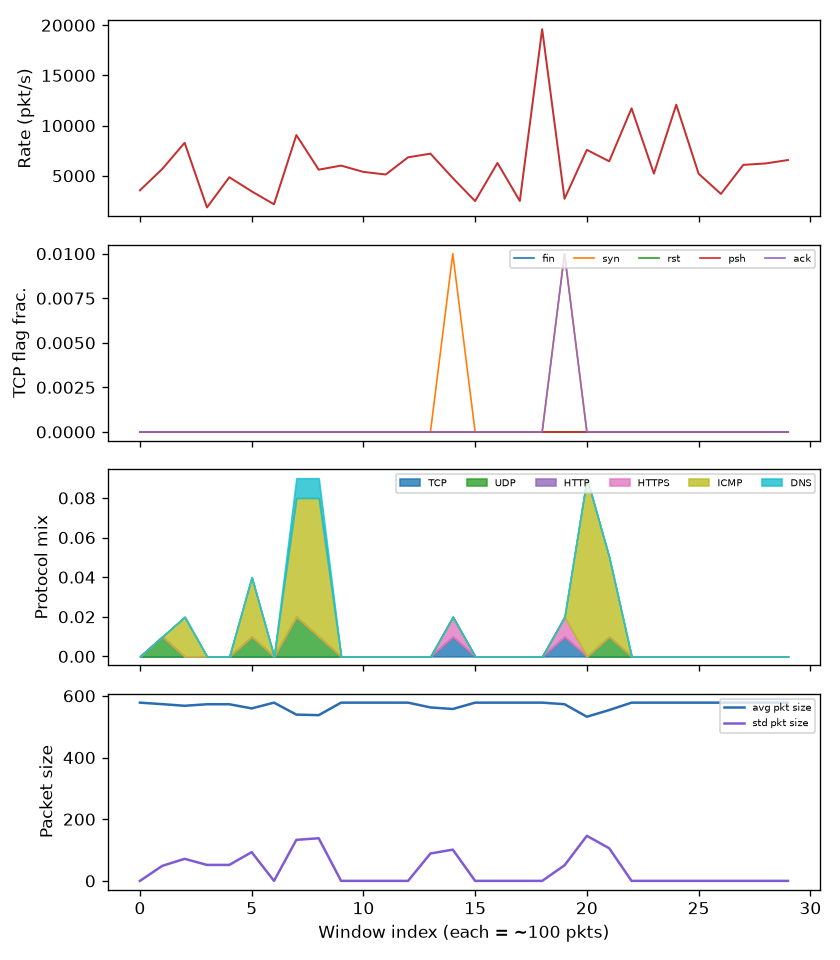 20000
15000
10000
5000
Rate (pkt/s)
fin syn rst psh ack
0.0100
0.0075
0.0050
0.0025
0.0000
TCP flag frac.
TCP UDP HTTP HTTPS ICMP DNS
0.08
0.06
0.04
0.02
0.00
Protocol mix
avg pkt size
std pkt size
600
400
200
0
Packet size
0 5 10 15 20 25 30
Window index (each = ~100 pkts)